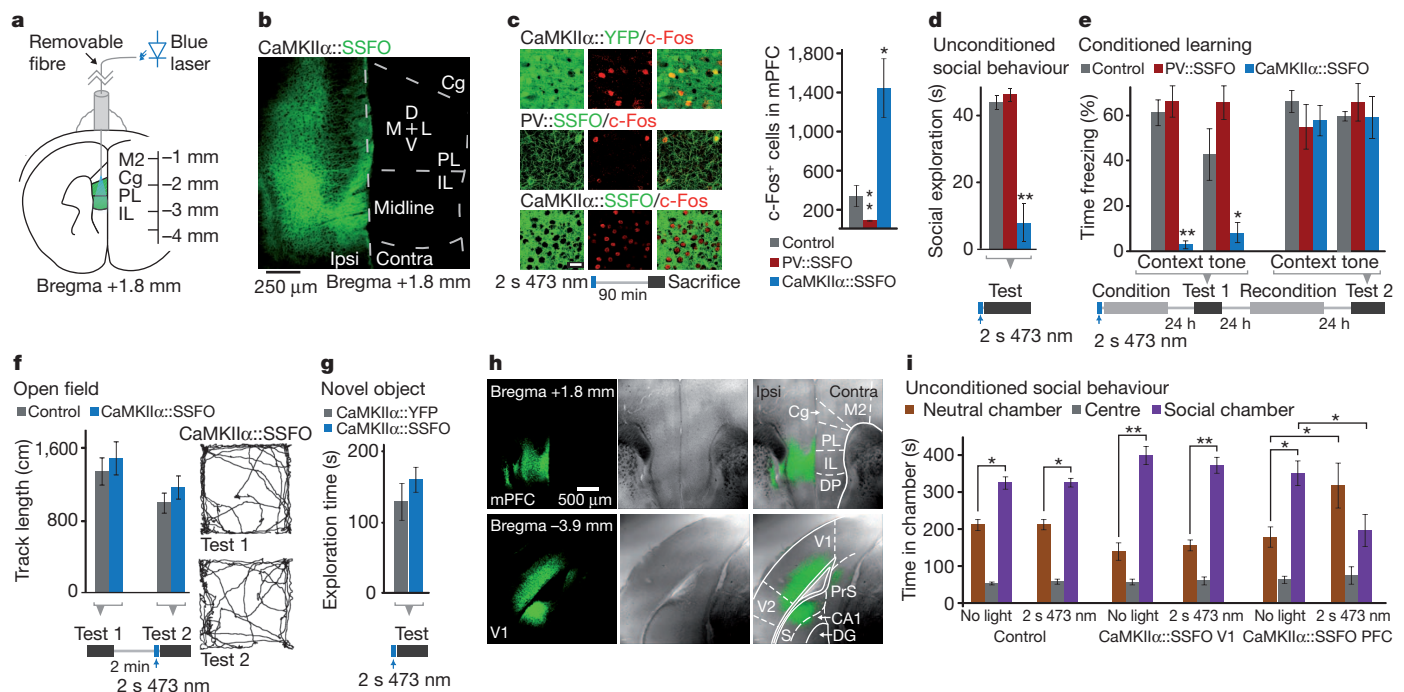 a
Removable fibre
Blue laser
M2
Cg
PL
IL
–1 mm
–2 mm
–3 mm
–4 mm
Bregma +1.8 mm
b
CaMKIIα::SSFO
Cg
D
M + L
V
PL
IL
Midline
Ipsi
Contra
250 μm
Bregma +1.8 mm
c
CaMKIIα::YFP/c-Fos
PV::SSFO/c-Fos
CaMKIIα::SSFO/c-Fos
2 s 473 nm
90 min
Sacrifice
c-Fos⁺ cells in mPFC
1,800
1,400
1,000
600
200
*
*
*
Control
PV::SSFO
CaMKIIα::SSFO
d
Unconditioned
social behaviour
Social exploration (s)
40
20
0
**
Test
2 s 473 nm
e
Conditioned learning
Control
PV::SSFO
CaMKIIα::SSFO
Time freezing (%)
60
40
20
0
**
*
Context tone
Context tone
Condition
Test 1
Recondition
Test 2
24 h
24 h
24 h
2 s 473 nm
f
Open field
Control
CaMKIIα::SSFO
Track length (cm)
1,600
800
0
Test 1
Test 2
2 min
2 s 473 nm
CaMKIIα::SSFO
Test 1
Test 2
g
Novel object
CaMKIIα::YFP
CaMKIIα::SSFO
Exploration time (s)
200
100
0
Test
2 s 473 nm
h
Bregma +1.8 mm
mPFC
500 μm
Ipsi
Contra
Cg
M2
PL
IL
DP
Bregma –3.9 mm
V1
V1
V2
PrS
CA1
S
DG
i
Unconditioned social behaviour
Neutral chamber
Centre
Social chamber
Time in chamber (s)
400
300
200
100
0
*
*
**
**
*
*
*
No light
2 s 473 nm
No light
2 s 473 nm
No light
2 s 473 nm
Control
CaMKIIα::SSFO V1
CaMKIIα::SSFO PFC